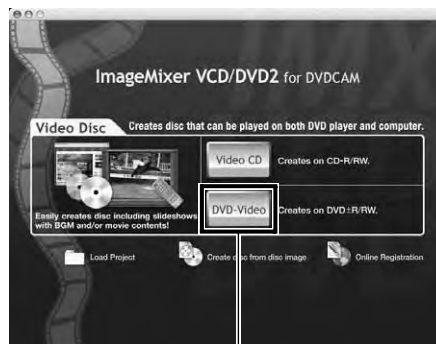 ImageMixer VCD/DVD2 for DVDCAM
Video Disc
Creates disc that can be played on both DVD player and computer.
Video CD
Creates on CD-R/RW.
DVD-Video
Creates on DVD±R/RW.
Easily creates disc including slideshows
with BGM and/or movie contents!
Load Project
Create disc from disc image
Online Registration